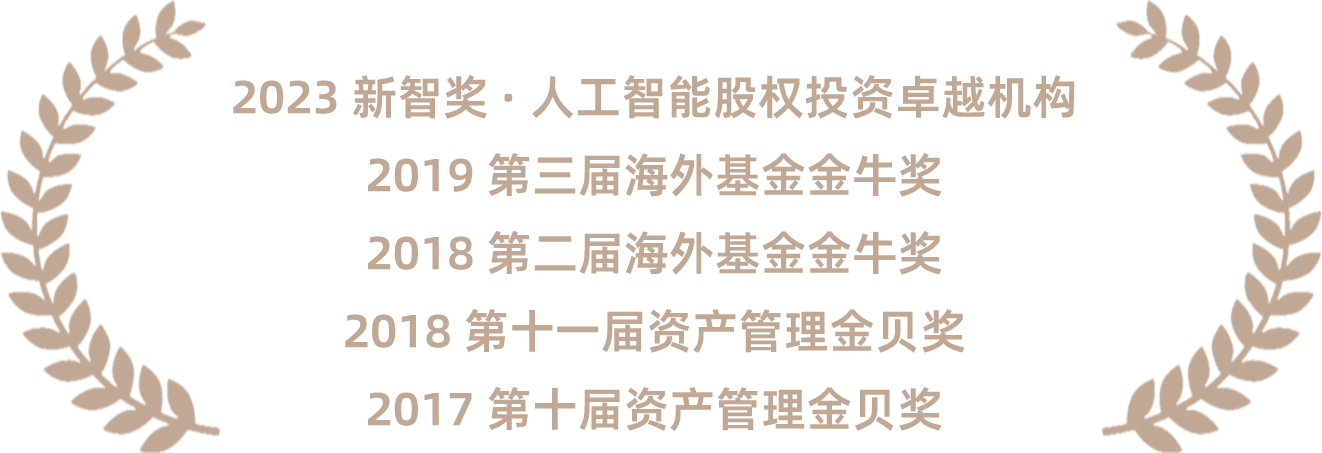 2023 新智奖 · 人工智能股权投资卓越机构
2019 第三届海外基金金牛奖
2018 第二届海外基金金牛奖
2018 第十一届资产管理金贝奖
2017 第十届资产管理金贝奖